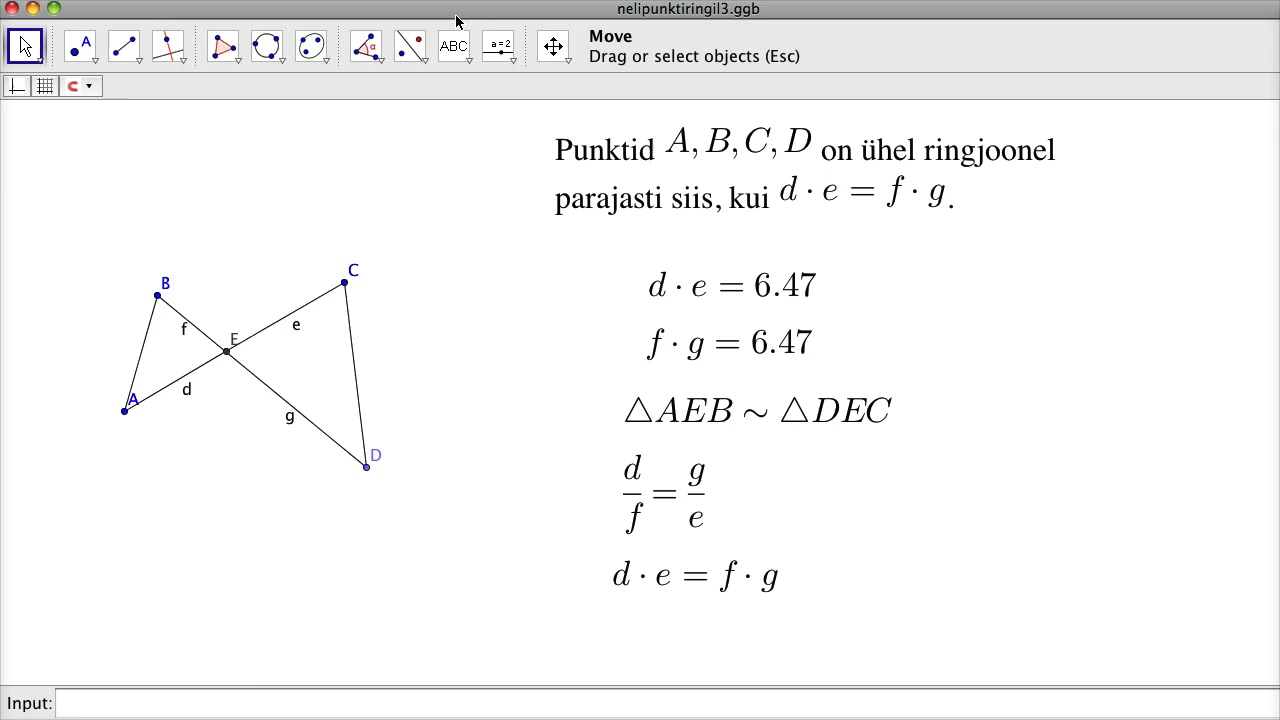 nelipunktiringil3.ggb
A
α
ABC
a=2
Move
Drag or select objects (Esc)
Punktid A, B, C, D on ühel ringjoonel
parajasti siis, kui d · e = f · g.
B
C
f
e
E
A
d
g
D
d · e = 6.47
f · g = 6.47
△AEB ∼ △DEC
d/f = g/e
d · e = f · g
Input: